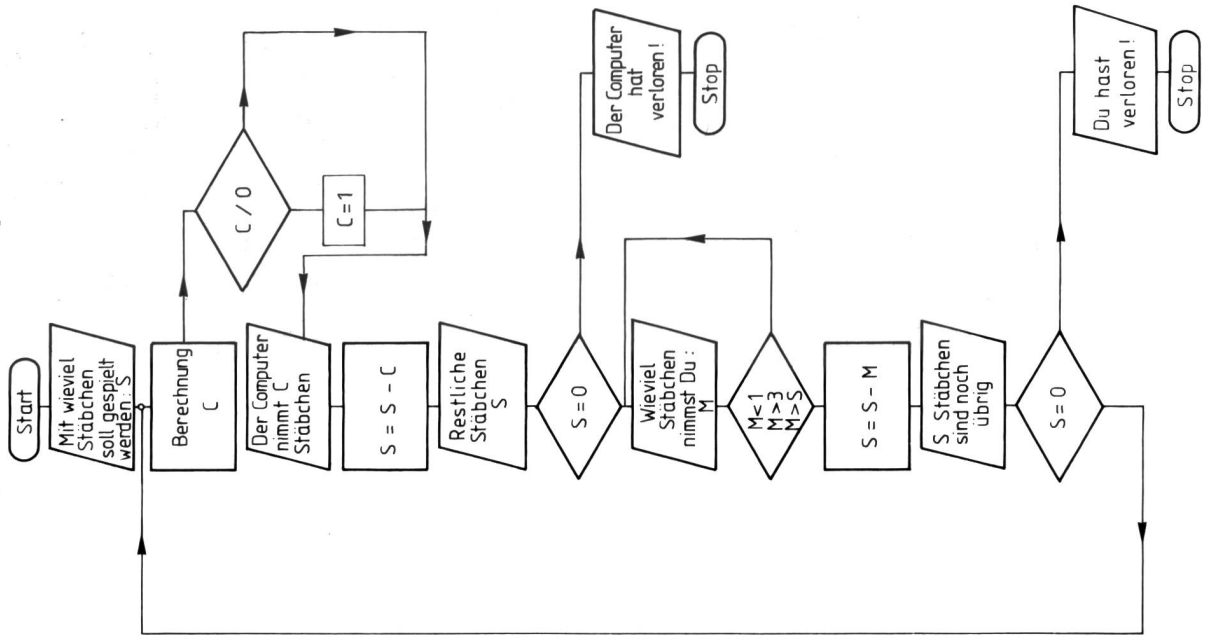 Start
Mit wieviel
Stäbchen
soll gespielt
werden: S
Berechnung
C
C / 0
C = 1
Der Computer
nimmt C
Stäbchen
S = S - C
Restliche
Stäbchen
S
S = 0
Der Computer
hat
verloren!
Stop
Wieviel
Stäbchen
nimmst Du :
M
M<1
M>3
M>S
S = S - M
S Stäbchen
sind noch
übrig
S = 0
Du hast
verloren!
Stop